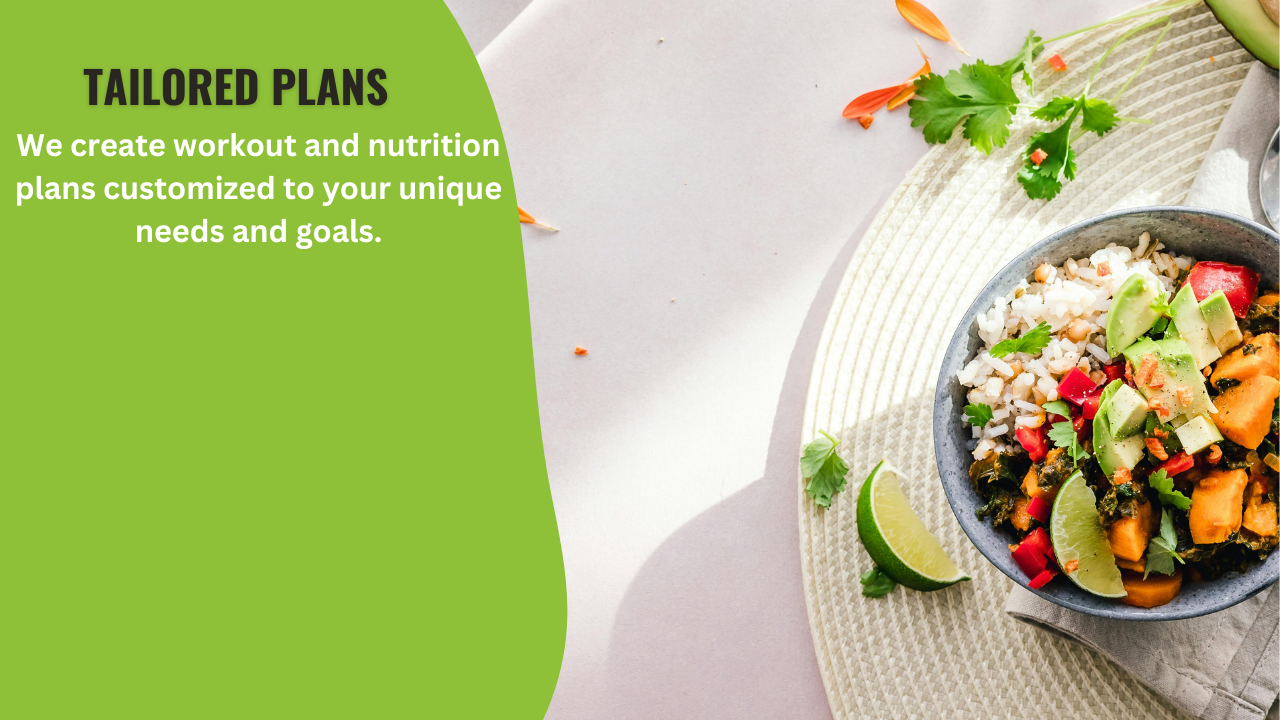 TAILORED PLANS
We create workout and nutrition
plans customized to your unique
needs and goals.